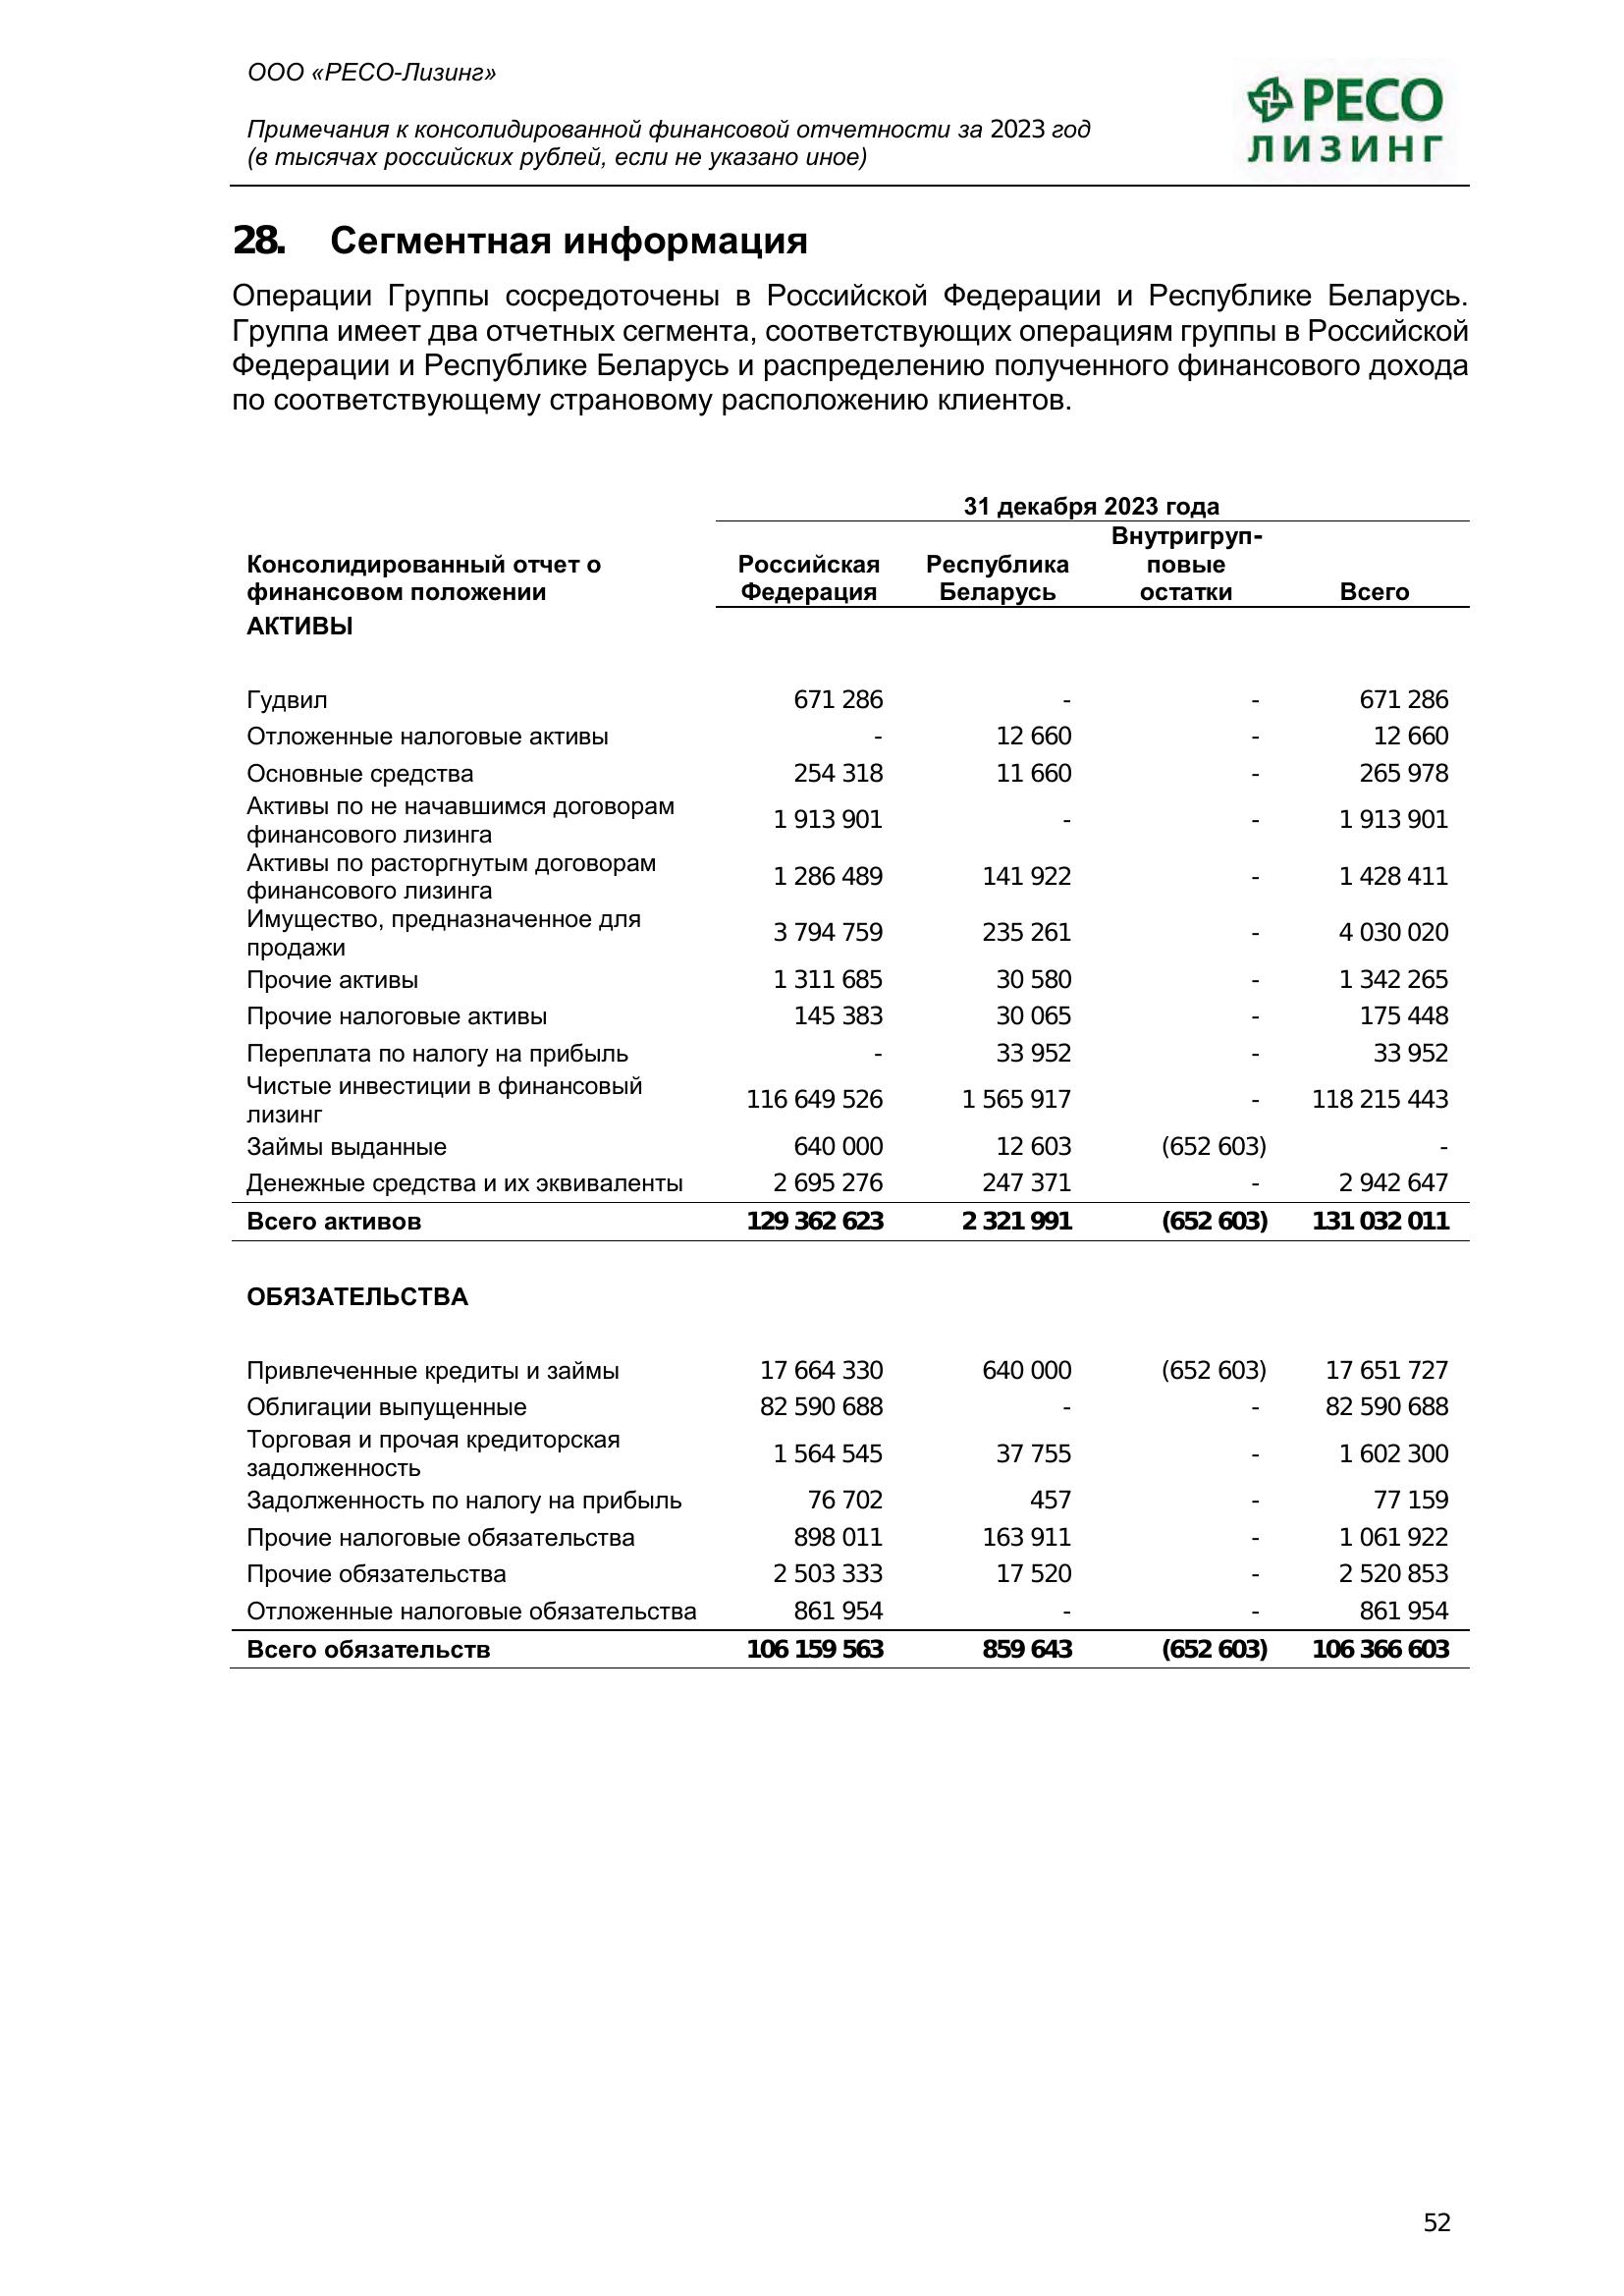 ООО «РЕСО-Лизинг»
РЕСО
ЛИЗИНГ
Примечания к консолидированной финансовой отчетности за 2023 год
(в тысячах российских рублей, если не указано иное)
28. Сегментная информация
Операции Группы сосредоточены в Российской Федерации и Республике Беларусь.
Группа имеет два отчетных сегмента, соответствующих операциям группы в Российской
Федерации и Республике Беларусь и распределению полученного финансового дохода
по соответствующему страновому расположению клиентов.
31 декабря 2023 года
Консолидированный отчет о
финансовом положении
Российская
Федерация
Республика
Беларусь
Внутригруп-
повые
остатки
Всего
АКТИВЫ
Гудвил 671 286 - - 671 286
Отложенные налоговые активы - 12 660 - 12 660
Основные средства 254 318 11 660 - 265 978
Активы по не начавшимся договорам
финансового лизинга 1 913 901 - - 1 913 901
Активы по расторгнутым договорам
финансового лизинга 1 286 489 141 922 - 1 428 411
Имущество, предназначенное для
продажи 3 794 759 235 261 - 4 030 020
Прочие активы 1 311 685 30 580 - 1 342 265
Прочие налоговые активы 145 383 30 065 - 175 448
Переплата по налогу на прибыль - 33 952 - 33 952
Чистые инвестиции в финансовый
лизинг 116 649 526 1 565 917 - 118 215 443
Займы выданные 640 000 12 603 (652 603) -
Денежные средства и их эквиваленты 2 695 276 247 371 - 2 942 647
Всего активов 129 362 623 2 321 991 (652 603) 131 032 011
ОБЯЗАТЕЛЬСТВА
Привлеченные кредиты и займы 17 664 330 640 000 (652 603) 17 651 727
Облигации выпущенные 82 590 688 - - 82 590 688
Торговая и прочая кредиторская
задолженность 1 564 545 37 755 - 1 602 300
Задолженность по налогу на прибыль 76 702 457 - 77 159
Прочие налоговые обязательства 898 011 163 911 - 1 061 922
Прочие обязательства 2 503 333 17 520 - 2 520 853
Отложенные налоговые обязательства 861 954 - - 861 954
Всего обязательств 106 159 563 859 643 (652 603) 106 366 603
52